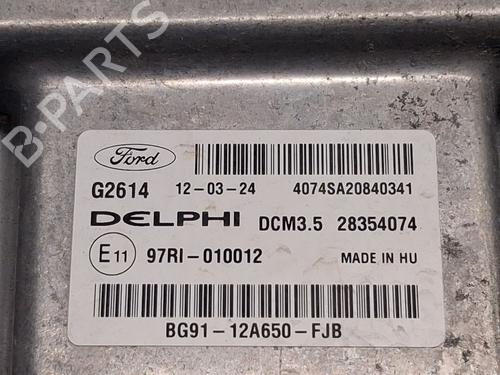 Ford
G2614 12-03-24 4074SA20840341
DELPHI DCM3.5 28354074
E11 97RI-010012 MADE IN HU
BG91-12A650-FJB
B-PARTS